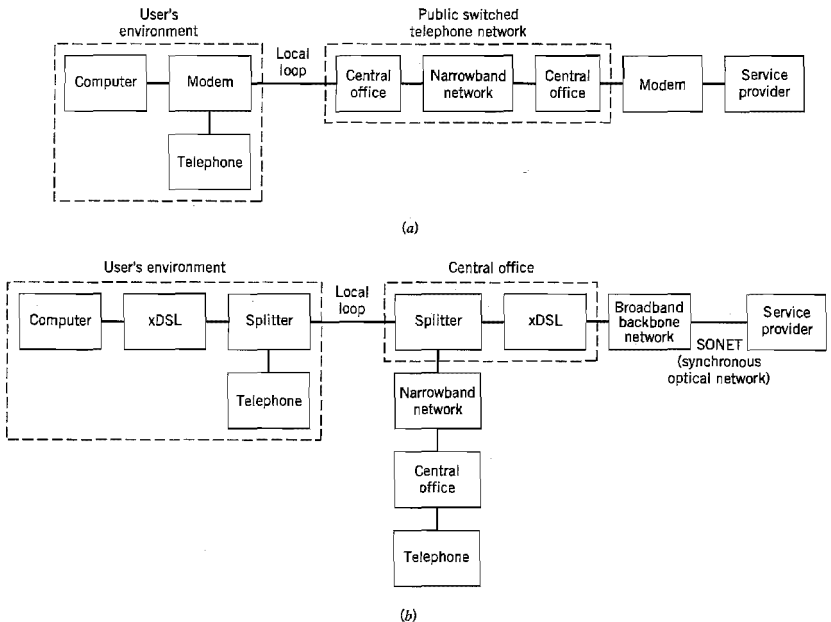 User's
environment
Public switched
telephone network
Local
loop
Computer
Modem
Central
office
Narrowband
network
Central
office
Modem
Service
provider
Telephone
(a)
User's environment
Central office
Local
loop
Computer
xDSL
Splitter
Splitter
xDSL
Broadband
backbone
network
Service
provider
SONET
(synchronous
optical network)
Telephone
Narrowband
network
Central
office
Telephone
(b)